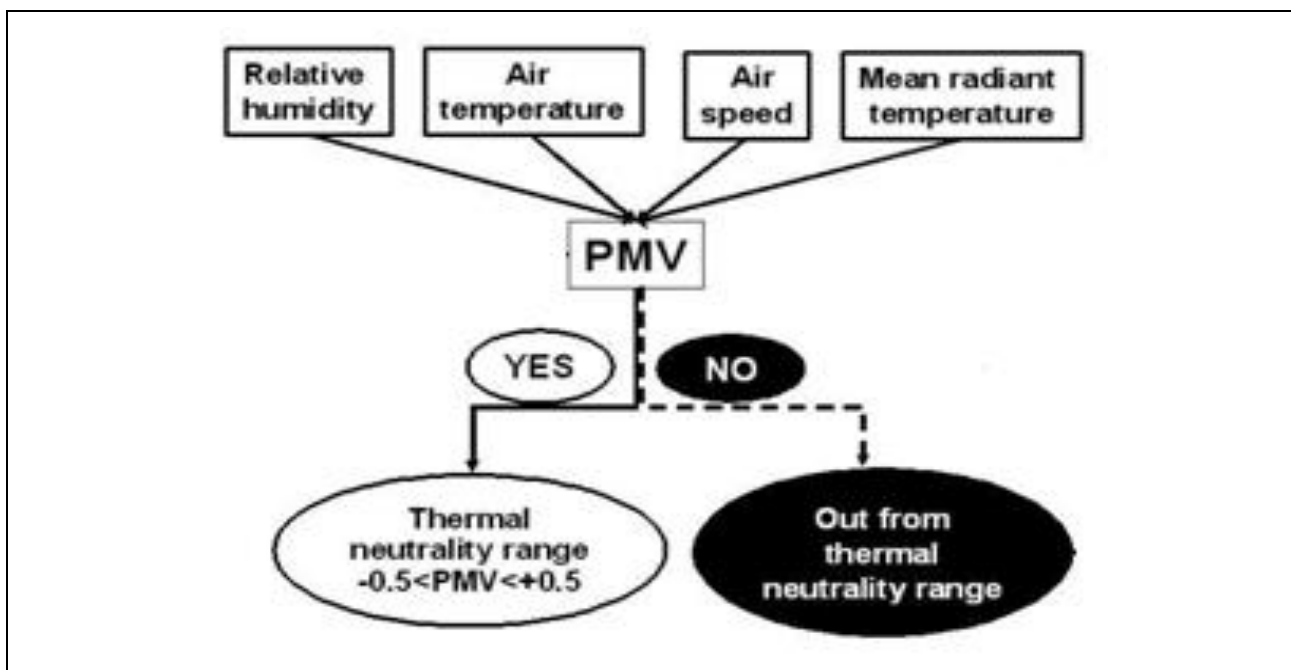 Relative
humidity
Air
temperature
Air
speed
Mean radiant
temperature
PMV
YES
NO
Thermal
neutrality range
-0.5<PMV<+0.5
Out from
thermal
neutrality range